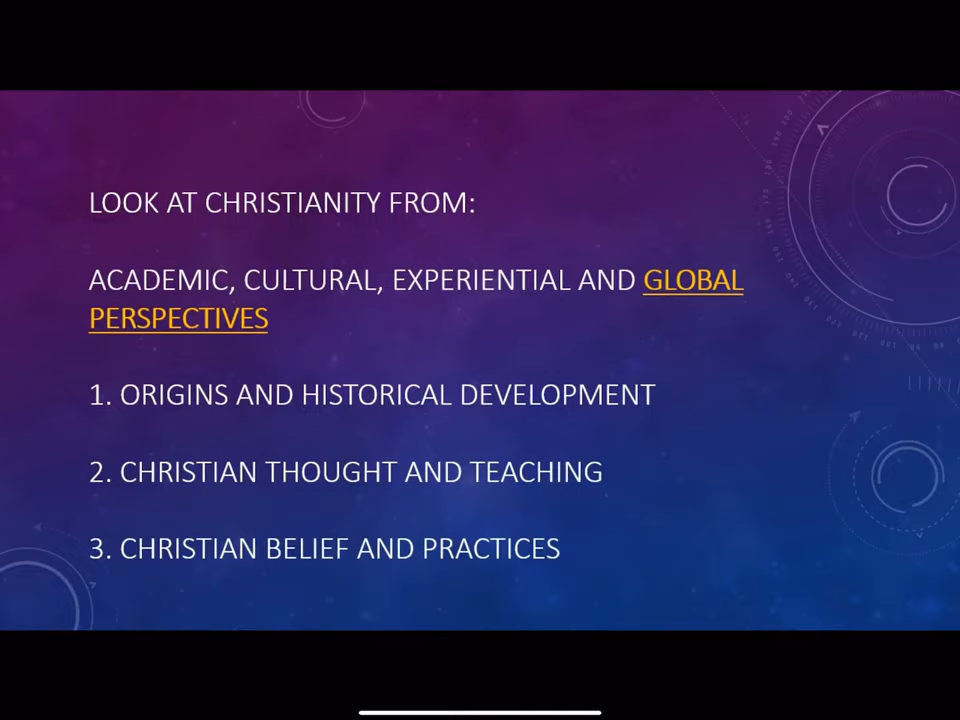 LOOK AT CHRISTIANITY FROM:
ACADEMIC, CULTURAL, EXPERIENTIAL AND GLOBAL
PERSPECTIVES
1. ORIGINS AND HISTORICAL DEVELOPMENT
2. CHRISTIAN THOUGHT AND TEACHING
3. CHRISTIAN BELIEF AND PRACTICES